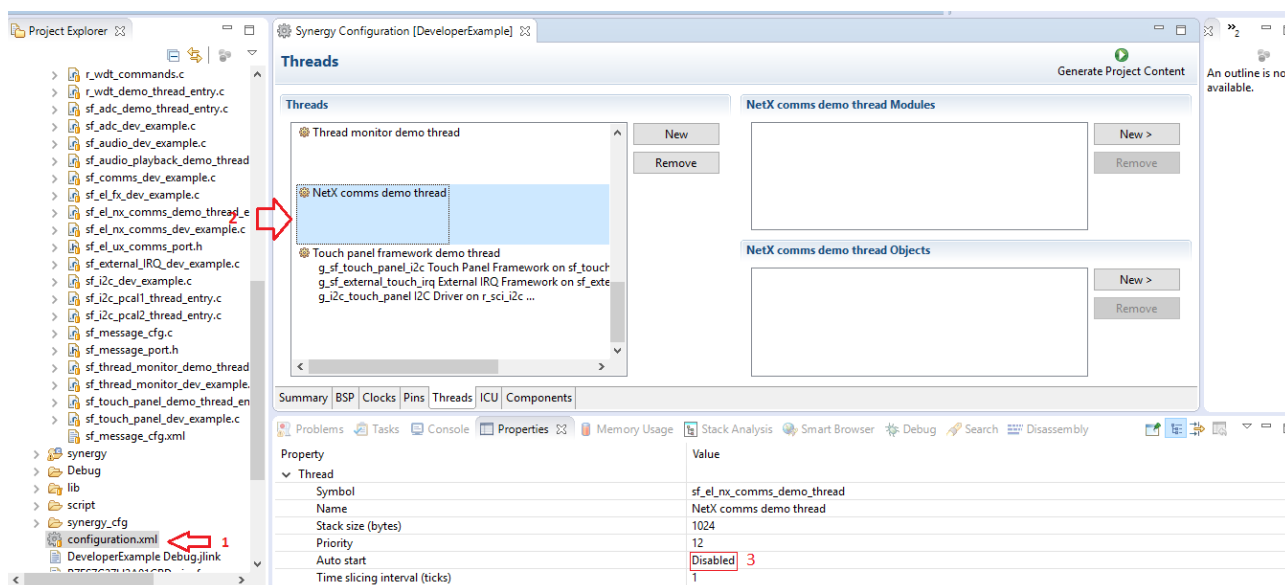 Project Explorer
r_wdt_commands.c
r_wdt_demo_thread_entry.c
sf_adc_demo_thread_entry.c
sf_adc_dev_example.c
sf_audio_dev_example.c
sf_audio_playback_demo_thread
sf_comms_dev_example.c
sf_el_fx_dev_example.c
sf_el_nx_comms_demo_thread_e
sf_el_nx_comms_dev_example.c
sf_el_ux_comms_port.h
sf_external_IRQ_dev_example.c
sf_i2c_dev_example.c
sf_i2c_pcal1_thread_entry.c
sf_i2c_pcal2_thread_entry.c
sf_message_cfg.c
sf_message_port.h
sf_thread_monitor_demo_thread
sf_thread_monitor_dev_example.
sf_touch_panel_demo_thread_en
sf_touch_panel_dev_example.c
sf_message_cfg.xml
synergy
Debug
lib
script
synergy_cfg
configuration.xml
1
DeveloperExample Debug.jlink
2
Synergy Configuration [DeveloperExample]
Threads
Generate Project Content
Threads
Thread monitor demo thread
NetX comms demo thread
Touch panel framework demo thread
g_sf_touch_panel_i2c Touch Panel Framework on sf_touch
g_sf_external_touch_irq External IRQ Framework on sf_exte
g_i2c_touch_panel I2C Driver on r_sci_i2c ...
New
Remove
NetX comms demo thread Modules
New >
Remove
NetX comms demo thread Objects
New >
Remove
Summary BSP Clocks Pins Threads ICU Components
Problems Tasks Console Properties Memory Usage Stack Analysis Smart Browser Debug Search Disassembly
Property Value
Thread
Symbol sf_el_nx_comms_demo_thread
Name NetX comms demo thread
Stack size (bytes) 1024
Priority 12
Auto start Disabled 3
Time slicing interval (ticks) 1
2
An outline is no
available.